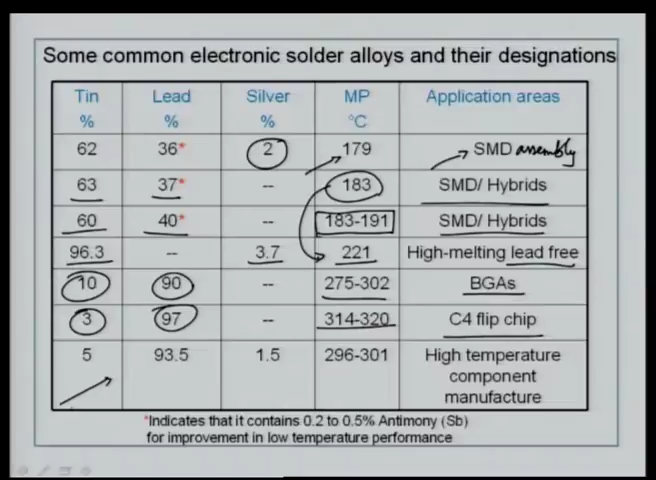 Some common electronic solder alloys and their designations
Tin % Lead % Silver % MP °C Application areas
62 36* 2 179 SMD assembly
63 37* -- 183 SMD/ Hybrids
60 40* -- 183-191 SMD/ Hybrids
96.3 -- 3.7 221 High-melting lead free
10 90 -- 275-302 BGAs
3 97 -- 314-320 C4 flip chip
5 93.5 1.5 296-301 High temperature
component
manufacture
*Indicates that it contains 0.2 to 0.5% Antimony (Sb)
for improvement in low temperature performance